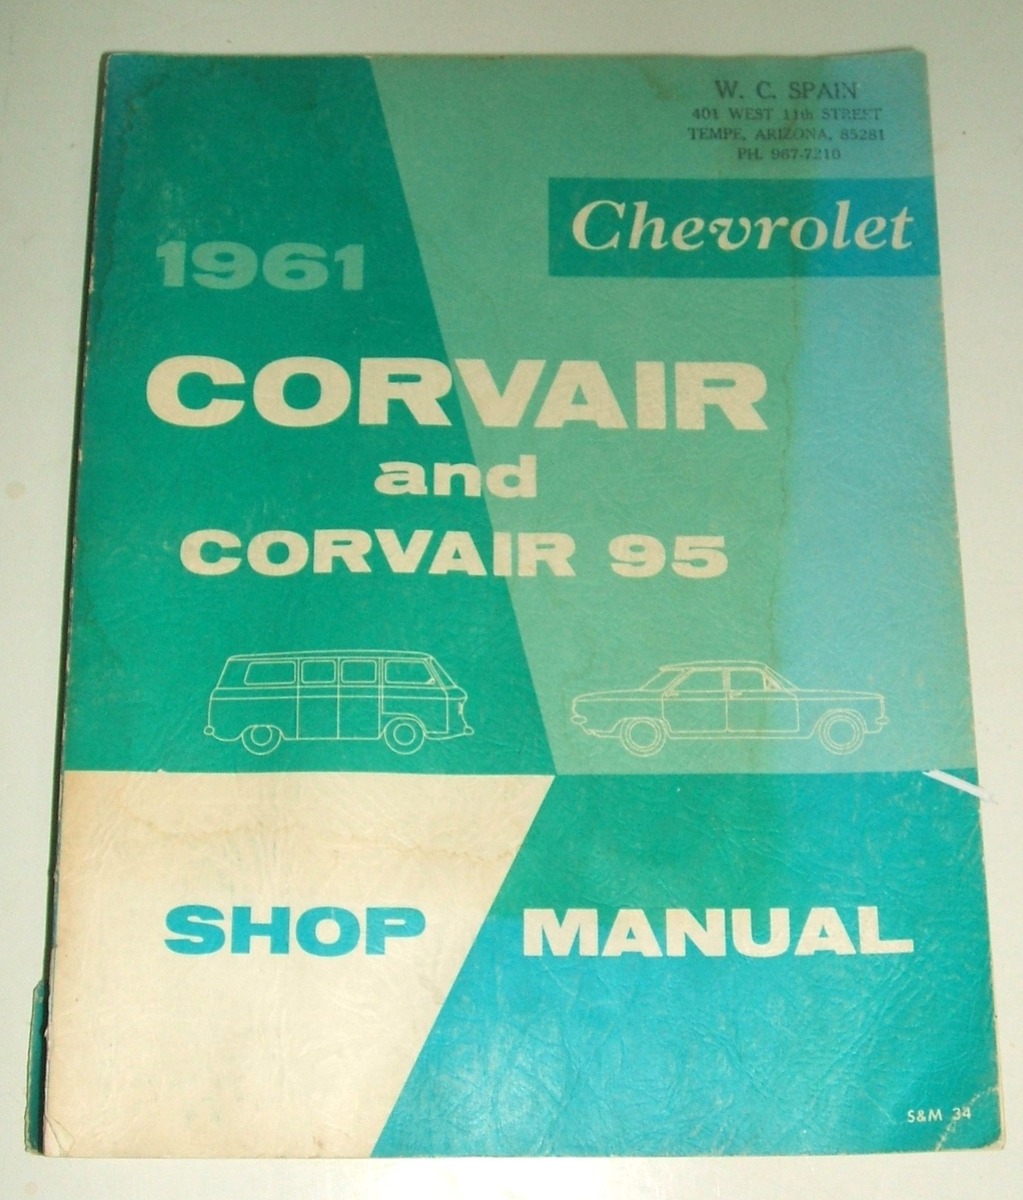 W. C. SPAIN
401 WEST 11th STREET
TEMPE, ARIZONA, 85281
PH. 967-7210
Chevrolet
1961
CORVAIR
and
CORVAIR 95
SHOP MANUAL
S&M 34